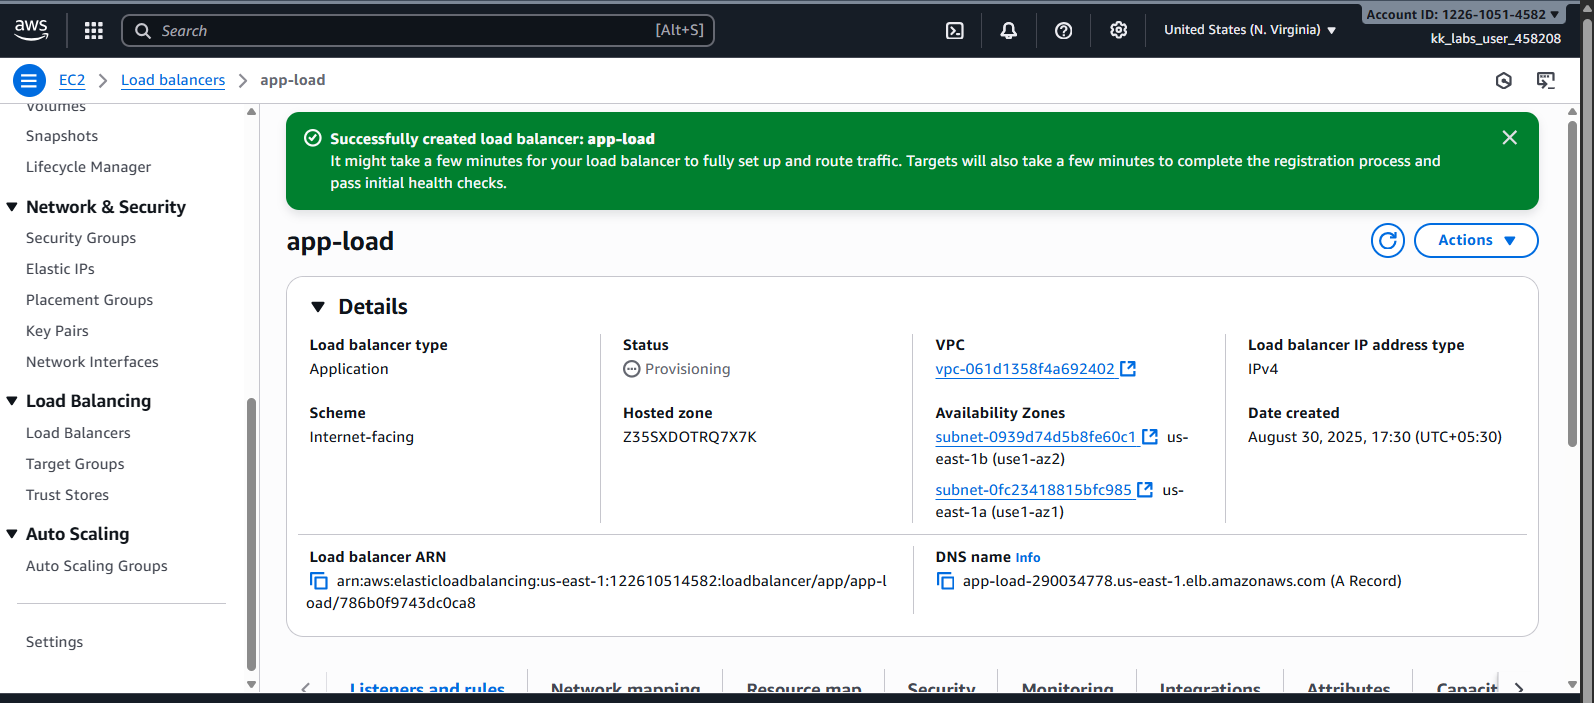 aws
Search
[Alt+S]
United States (N. Virginia)
Account ID: 1226-1051-4582
kk_labs_user_458208
EC2
Load balancers
app-load
Volumes
Snapshots
Lifecycle Manager
Network & Security
Security Groups
Elastic IPs
Placement Groups
Key Pairs
Network Interfaces
Load Balancing
Load Balancers
Target Groups
Trust Stores
Auto Scaling
Auto Scaling Groups
Settings
Successfully created load balancer: app-load
It might take a few minutes for your load balancer to fully set up and route traffic. Targets will also take a few minutes to complete the registration process and
pass initial health checks.
app-load
Actions
Details
Load balancer type
Application
Status
Provisioning
VPC
vpc-061d1358f4a692402
Load balancer IP address type
IPv4
Scheme
Internet-facing
Hosted zone
Z35SXDOTRQ7X7K
Availability Zones
subnet-0939d74d5b8fe60c1 us-
east-1b (use1-az2)
subnet-0fc23418815bfc985 us-
east-1a (use1-az1)
Date created
August 30, 2025, 17:30 (UTC+05:30)
Load balancer ARN
arn:aws:elasticloadbalancing:us-east-1:122610514582:loadbalancer/app/app-l
oad/786b0f9743dc0ca8
DNS name Info
app-load-290034778.us-east-1.elb.amazonaws.com (A Record)
Listeners and rules
Network mapping
Resource map
Security
Monitoring
Integrations
Attributes
Capacit